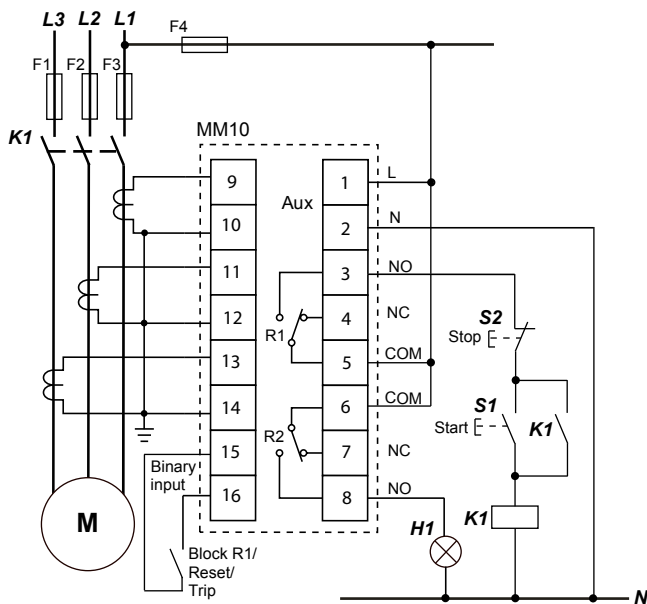 L3 L2 L1
F4
F1 F2 F3
K1
MM10
9 1 L
Aux
10 2 N
11 3 NO
S2
12 4 NC
R1
Stop
13 5 COM
6 COM
S1
14
Start
K1
R2
15 7 NC
Binary
input
16 8 NO
K1
H1
M
Block R1/
Reset/
Trip
N